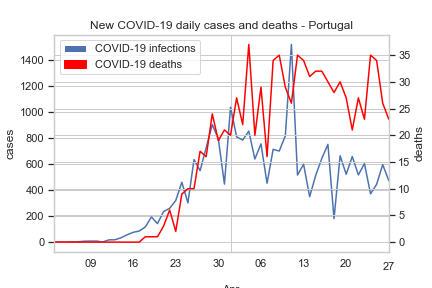 New COVID-19 daily cases and deaths - Portugal
COVID-19 infections
COVID-19 deaths
cases
1400
1200
1000
800
600
400
200
0
deaths
35
30
25
20
15
10
5
0
09 16 23 30 06 13 20 27